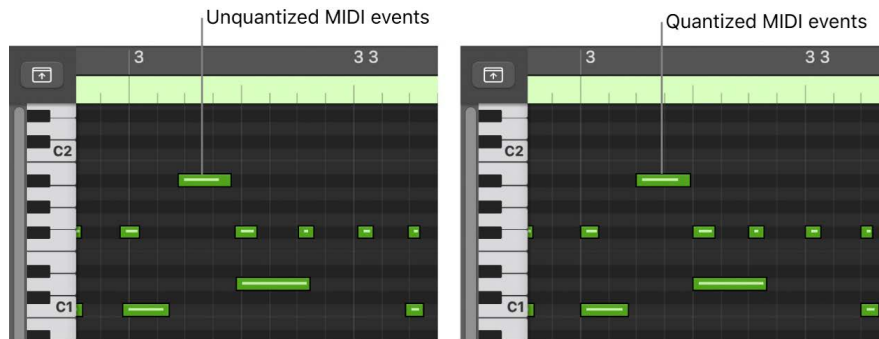 Unquantized MIDI events
Quantized MIDI events
3
3 3
3
3 3
C2
C2
C1
C1